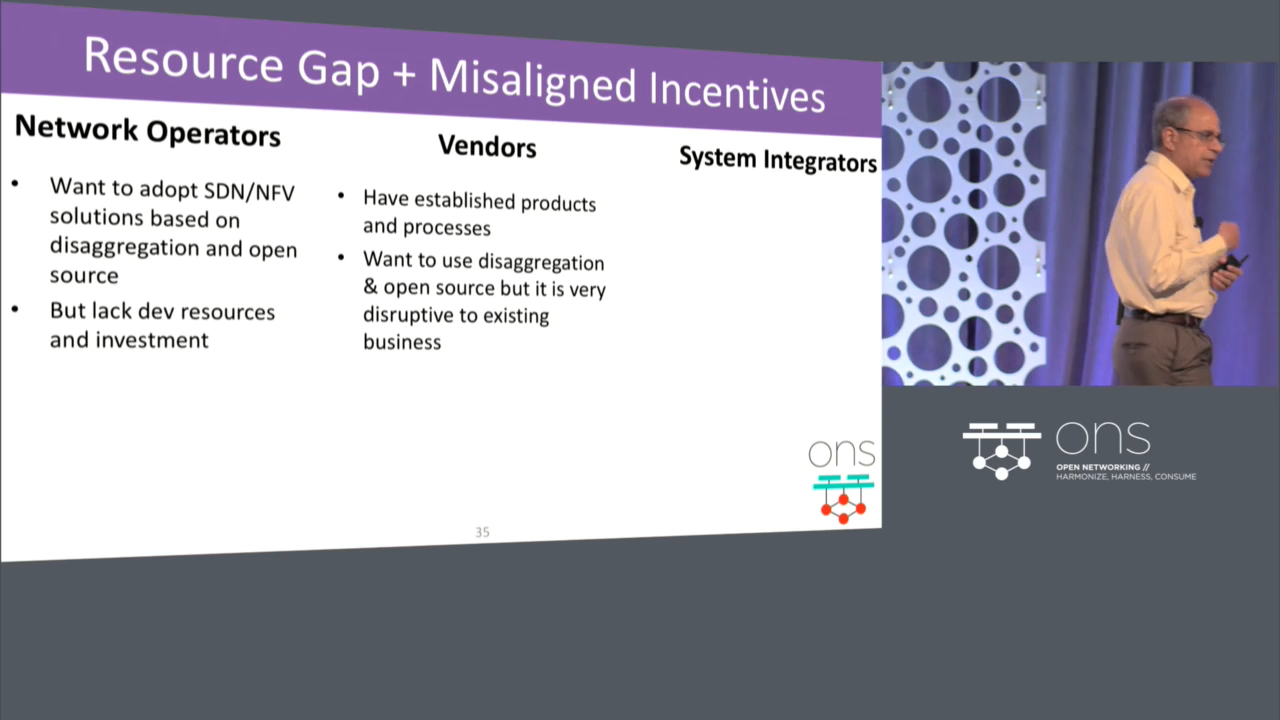 Resource Gap + Misaligned Incentives
Network Operators
• Want to adopt SDN/NFV
solutions based on
disaggregation and open
source
• But lack dev resources
and investment
Vendors
• Have established products
and processes
• Want to use disaggregation
& open source but it is very
disruptive to existing
business
System Integrators
ons
35
ons
OPEN NETWORKING //
HARMONIZE, HARNESS, CONSUME